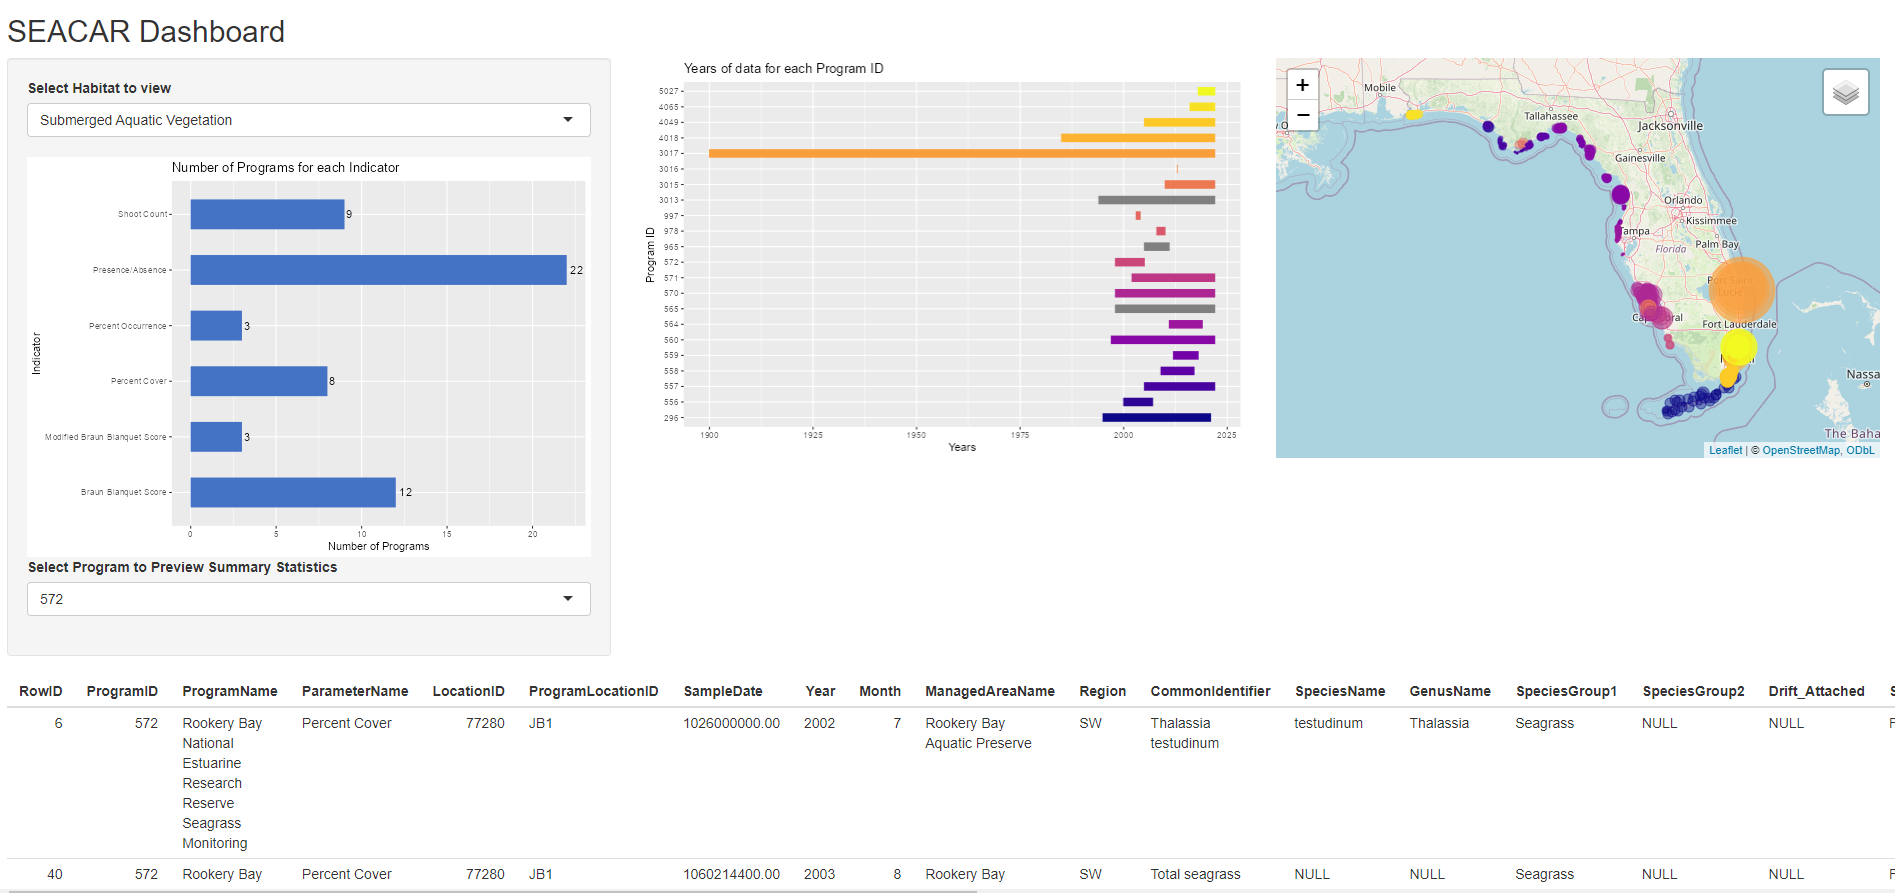 SEACAR Dashboard
Select Habitat to view
Submerged Aquatic Vegetation
Number of Programs for each Indicator
Indicator
Shoot Count
9
Presence/Absence
22
Percent Occurrence
3
Percent Cover
8
Modified Braun Blanquet Score
3
Braun Blanquet Score
12
0 5 10 15 20
Number of Programs
Select Program to Preview Summary Statistics
572
Years of data for each Program ID
Program ID
5027
4065
4049
4018
3017
3016
3015
3013
997
978
965
572
571
570
565
564
560
559
558
557
556
296
1900 1925 1950 1975 2000 2025
Years
+
−
Mobile
Tallahassee
Jacksonville
Gainesville
Orlando
Kissimmee
Tampa
Florida
Palm Bay
Port Saint
Lucie
Cape Coral
Fort Lauderdale
Nassa
The Baha
Leaflet | © OpenStreetMap, ODbL
RowID ProgramID ProgramName ParameterName LocationID ProgramLocationID SampleDate Year Month ManagedAreaName Region CommonIdentifier SpeciesName GenusName SpeciesGroup1 SpeciesGroup2 Drift_Attached S
6 572 Rookery Bay Percent Cover 77280 JB1 1026000000.00 2002 7 Rookery Bay SW Thalassia testudinum Thalassia Seagrass NULL NULL F
National Aquatic Preserve testudinum
Estuarine
Research
Reserve
Seagrass
Monitoring
40 572 Rookery Bay Percent Cover 77280 JB1 1060214400.00 2003 8 Rookery Bay SW Total seagrass NULL NULL Seagrass NULL NULL F